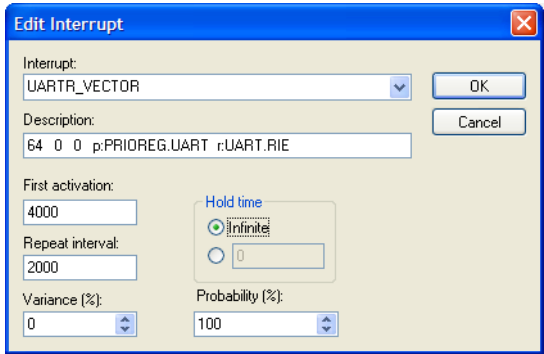 Edit Interrupt
Interrupt:
UARTR_VECTOR
OK
Description:
Cancel
64 0 0 p:PRIOREG.UART r:UART.RIE
First activation:
4000
Hold time
Infinite
Repeat interval:
0
2000
Variance (%):
Probability (%):
0
100